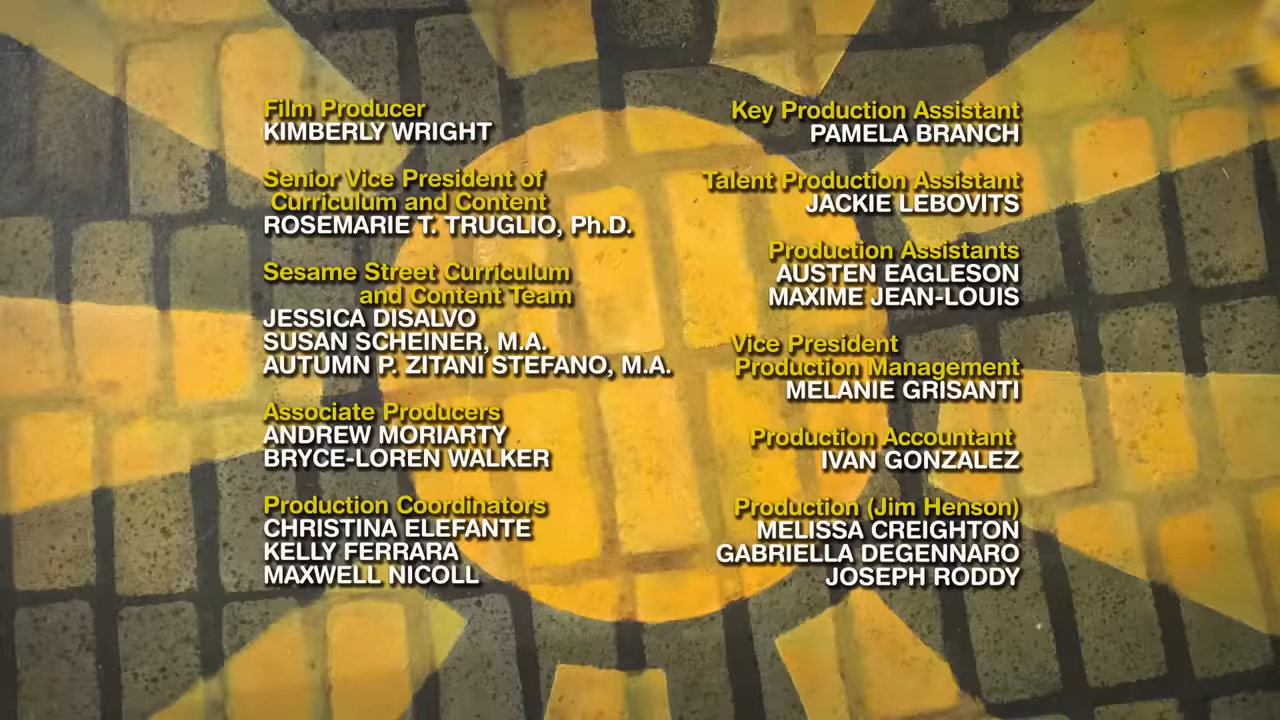 Film Producer
KIMBERLY WRIGHT
Senior Vice President of
Curriculum and Content
ROSEMARIE T. TRUGLIO, Ph.D.
Sesame Street Curriculum
and Content Team
JESSICA DISALVO
SUSAN SCHEINER, M.A.
AUTUMN P. ZITANI STEFANO, M.A.
Associate Producers
ANDREW MORIARTY
BRYCE-LOREN WALKER
Production Coordinators
CHRISTINA ELEFANTE
KELLY FERRARA
MAXWELL NICOLL
Key Production Assistant
PAMELA BRANCH
Talent Production Assistant
JACKIE LEBOVITS
Production Assistants
AUSTEN EAGLESON
MAXIME JEAN-LOUIS
Vice President
Production Management
MELANIE GRISANTI
Production Accountant
IVAN GONZALEZ
Production (Jim Henson)
MELISSA CREIGHTON
GABRIELLA DEGENNARO
JOSEPH RODDY